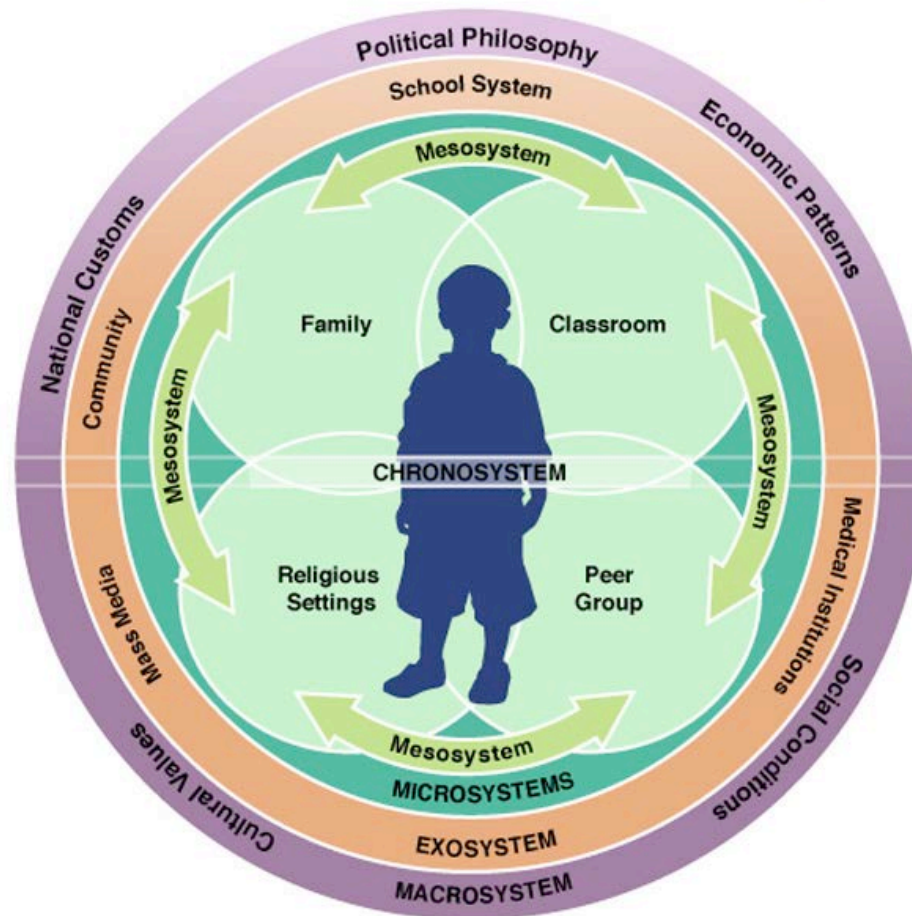 Political Philosophy
School System
Economic Patterns
Mesosystem
National Customs
Community
Family
Classroom
Mesosystem
Mesosystem
CHRONOSYSTEM
Religious
Settings
Peer
Group
Medical Institutions
Mass Media
Social Conditions
Cultural Values
Mesosystem
MICROSYSTEMS
EXOSYSTEM
MACROSYSTEM